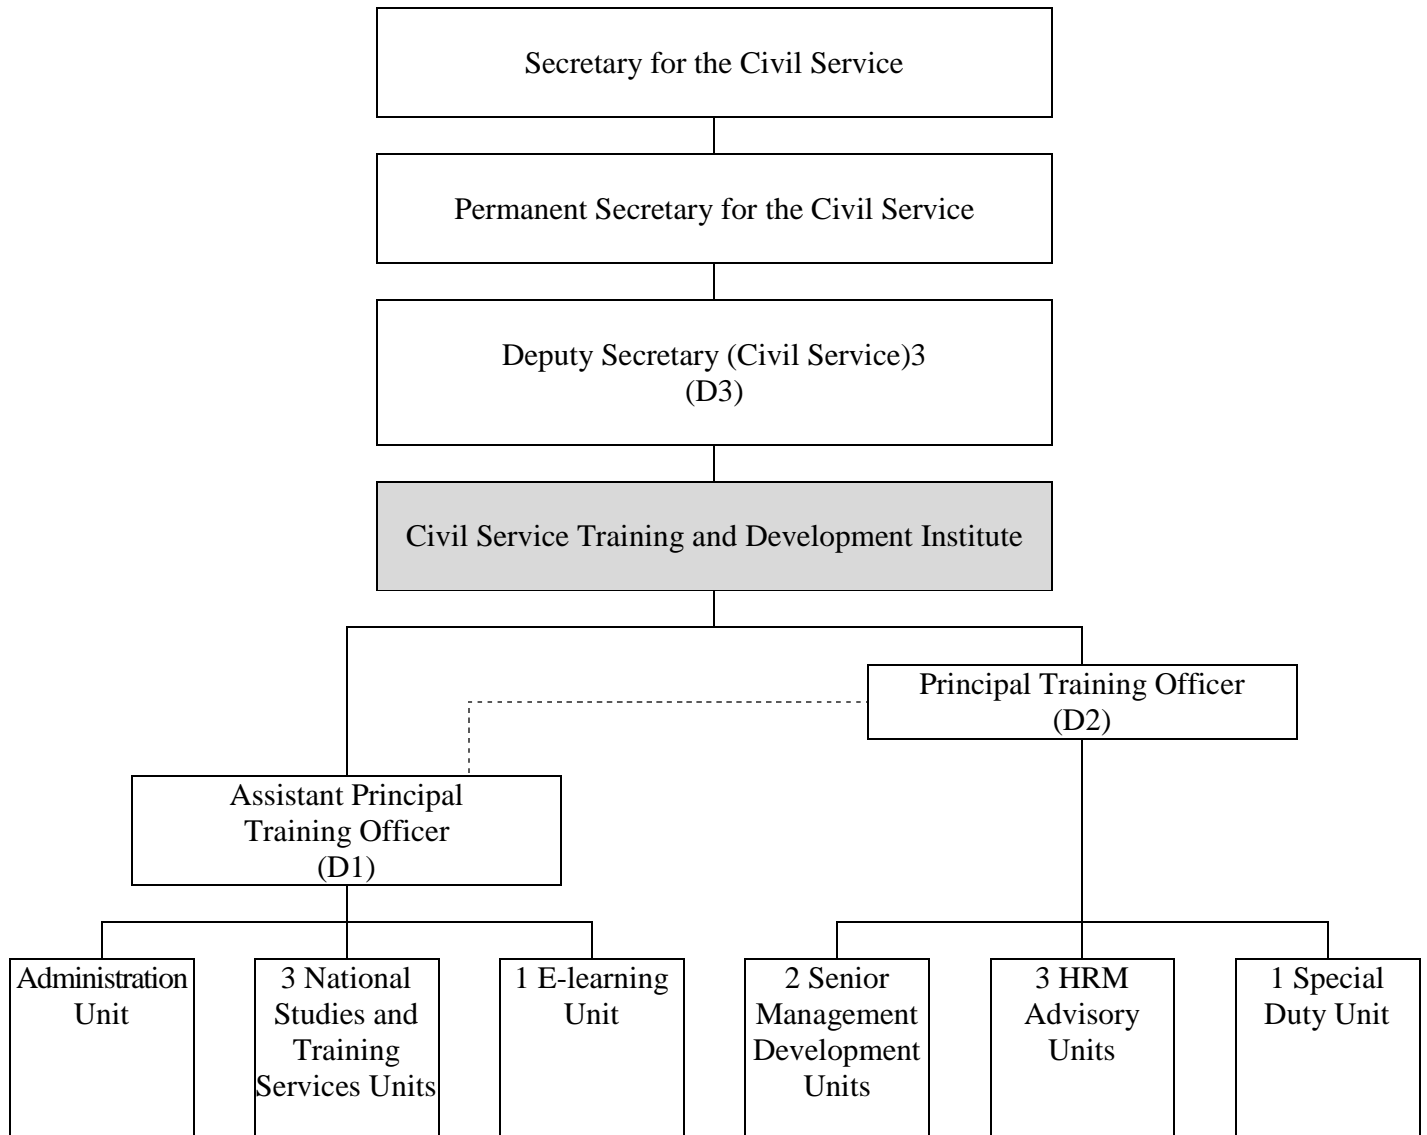 Secretary for the Civil Service
Permanent Secretary for the Civil Service
Deputy Secretary (Civil Service)3
(D3)
Civil Service Training and Development Institute
Principal Training Officer
(D2)
Assistant Principal
Training Officer
(D1)
Administration
Unit
3 National
Studies and
Training
Services Units
1 E-learning
Unit
2 Senior
Management
Development
Units
3 HRM
Advisory
Units
1 Special
Duty Unit